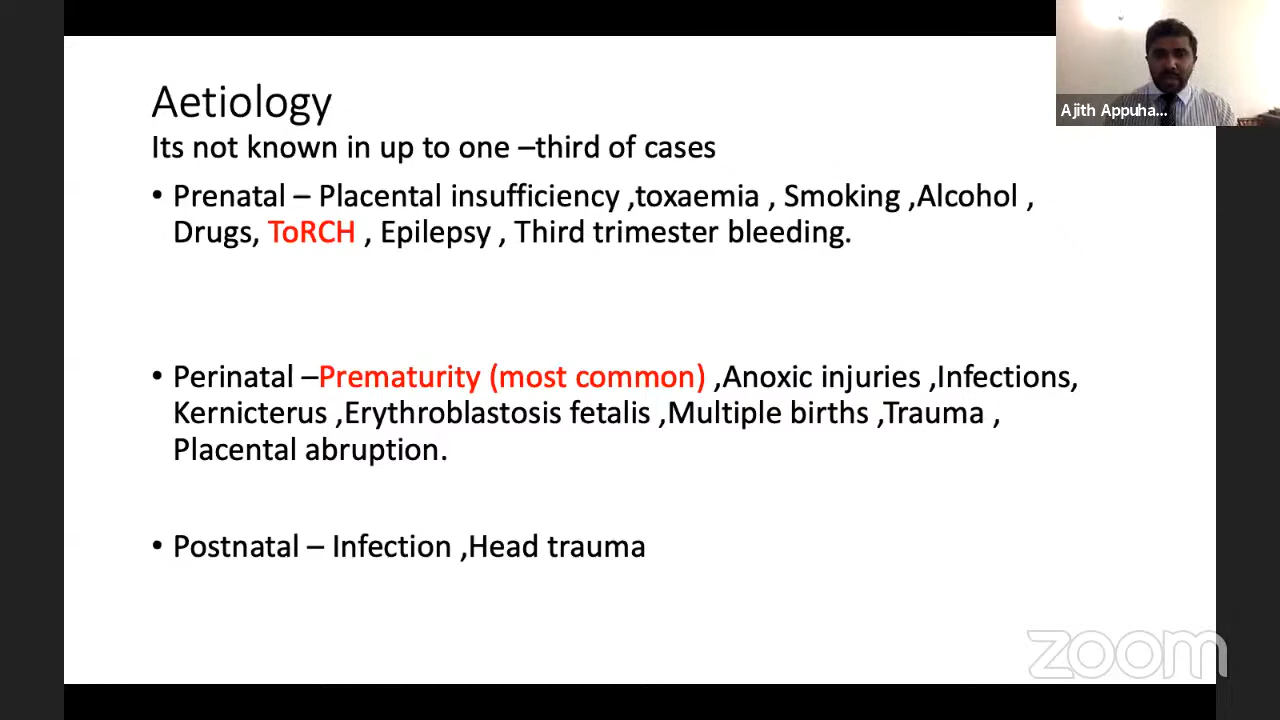 Aetiology
Its not known in up to one –third of cases
• Prenatal – Placental insufficiency ,toxaemia , Smoking ,Alcohol ,
Drugs, ToRCH , Epilepsy , Third trimester bleeding.
• Perinatal –Prematurity (most common) ,Anoxic injuries ,Infections,
Kernicterus ,Erythroblastosis fetalis ,Multiple births ,Trauma ,
Placental abruption.
• Postnatal – Infection ,Head trauma
Ajith Appuha...
zoom